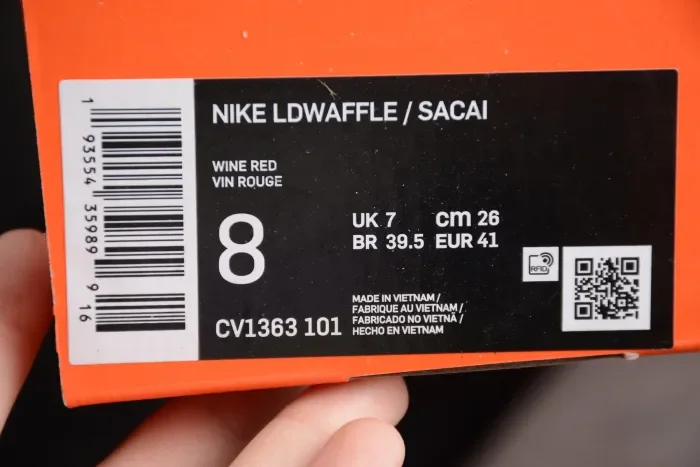 1 93554 35989 9 16
NIKE LDWAFFLE / SACAI
WINE RED
VIN ROUGE
8
UK 7 cm 26
BR 39.5 EUR 41
RFID
CV1363 101
MADE IN VIETNAM /
FABRIQUE AU VIETNAM /
FABRICADO NO VIETNÃ /
HECHO EN VIETNAM